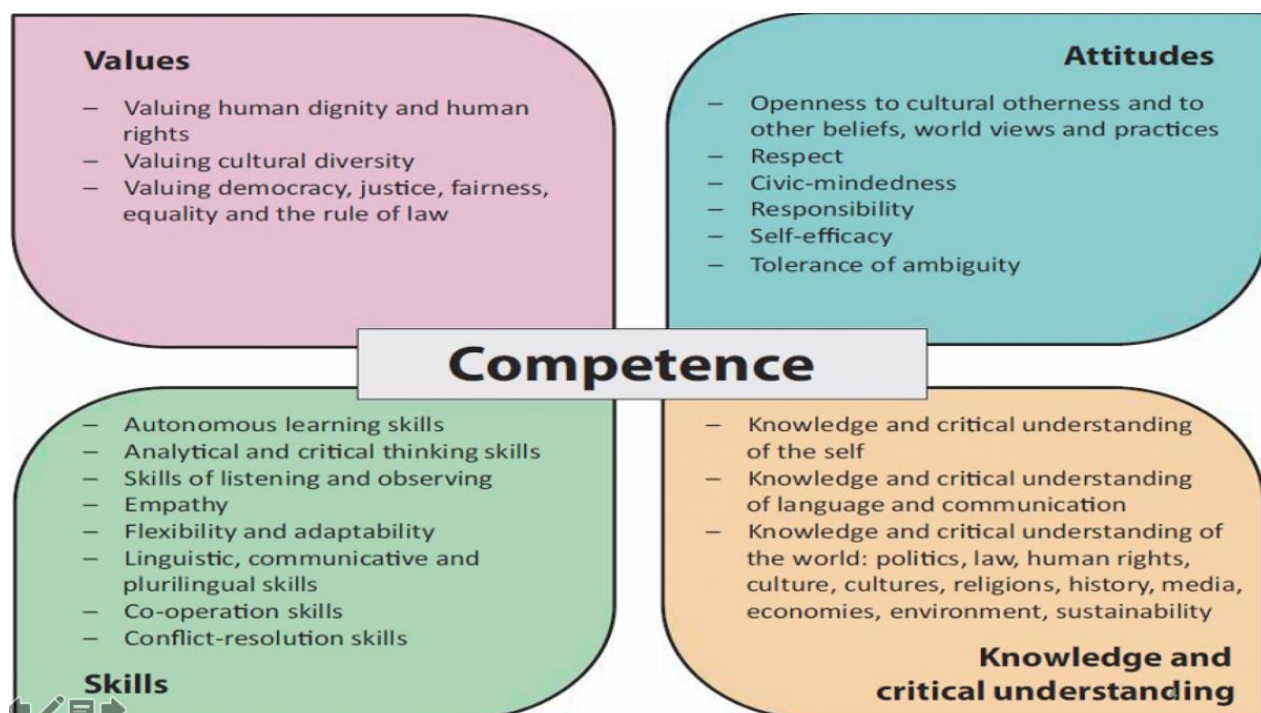 Values
– Valuing human dignity and human
rights
– Valuing cultural diversity
– Valuing democracy, justice, fairness,
equality and the rule of law
Attitudes
– Openness to cultural otherness and to
other beliefs, world views and practices
– Respect
– Civic-mindedness
– Responsibility
– Self-efficacy
– Tolerance of ambiguity
Competence
– Autonomous learning skills
– Analytical and critical thinking skills
– Skills of listening and observing
– Empathy
– Flexibility and adaptability
– Linguistic, communicative and
plurilingual skills
– Co-operation skills
– Conflict-resolution skills
Skills
– Knowledge and critical understanding
of the self
– Knowledge and critical understanding
of language and communication
– Knowledge and critical understanding of
the world: politics, law, human rights,
culture, cultures, religions, history, media,
economies, environment, sustainability
Knowledge and
critical understanding